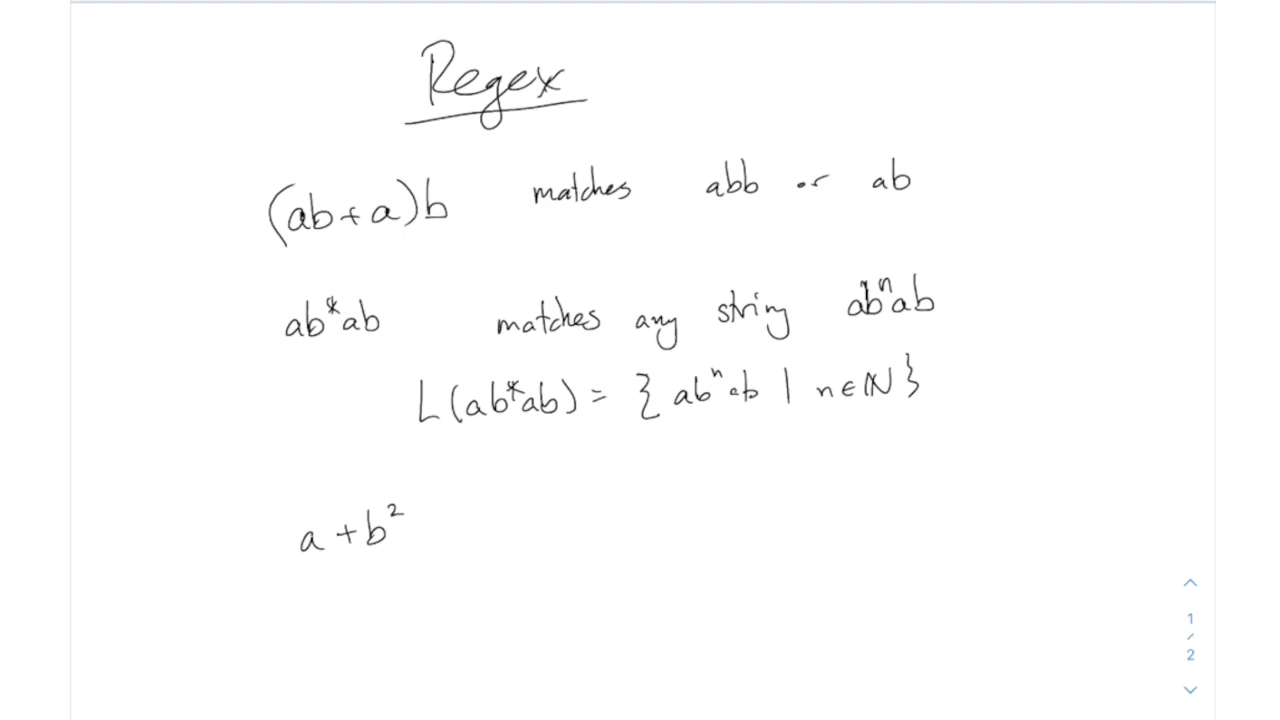 Regex
(ab+a)b matches abb or ab
ab*ab matches any string abⁿab
L(ab*ab) = { abⁿab | n∈ℕ }
a+b²
1
/
2